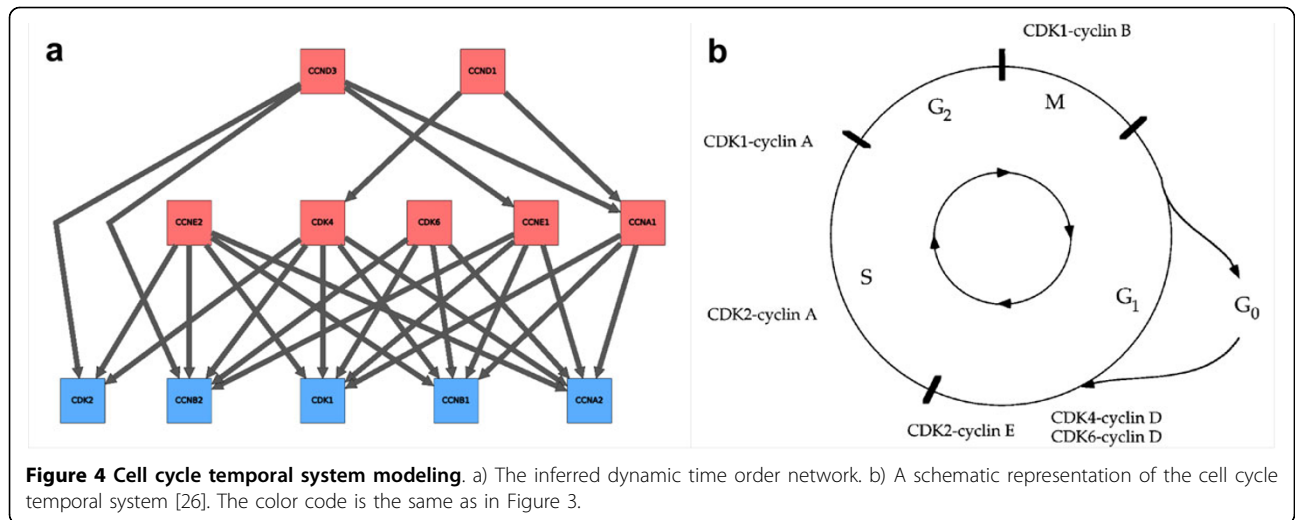 a
CCND3 CCND1
CCNE2 CDK4 CDK6 CCNE1 CCNA1
CDK2 CCNB2 CDK1 CCNB1 CCNA2
b
CDK1-cyclin B
G2 M
CDK1-cyclin A
S
G1 G0
CDK2-cyclin A
CDK2-cyclin E
CDK4-cyclin D
CDK6-cyclin D
Figure 4 Cell cycle temporal system modeling. a) The inferred dynamic time order network. b) A schematic representation of the cell cycle
temporal system [26]. The color code is the same as in Figure 3.